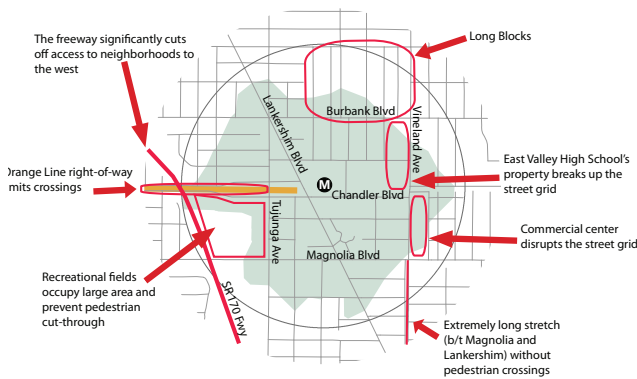 The freeway significantly cuts
off access to neighborhoods to
the west
Long Blocks
Burbank Blvd
Lankershim Blvd
Vineland Ave
East Valley High School's
property breaks up the
street grid
Orange Line right-of-way
mits crossings
M
Chandler Blvd
Tujunga Ave
Commercial center
disrupts the street grid
Magnolia Blvd
Recreational fields
occupy large area and
prevent pedestrian
cut-through
SR170 Fwy
Extremely long stretch
(b/t Magnolia and
Lankershim) without
pedestrian crossings